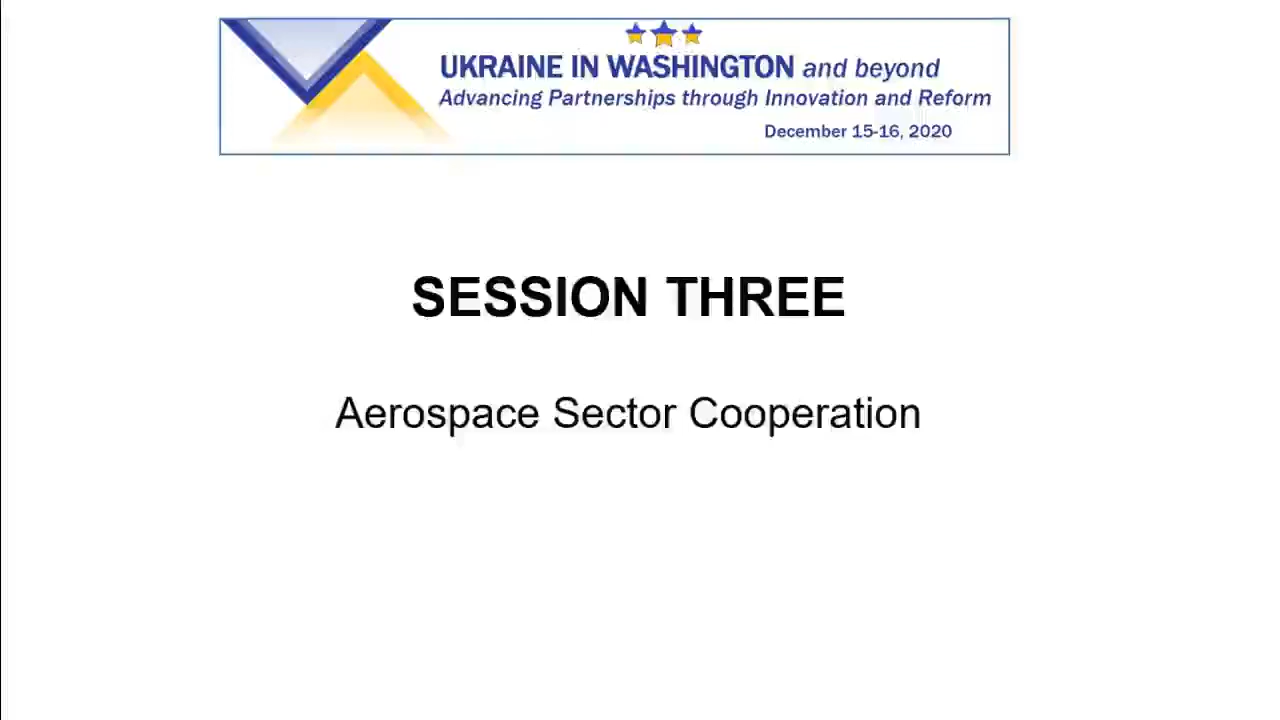 UKRAINE IN WASHINGTON and beyond
Advancing Partnerships through Innovation and Reform
December 15-16, 2020
SESSION THREE
Aerospace Sector Cooperation